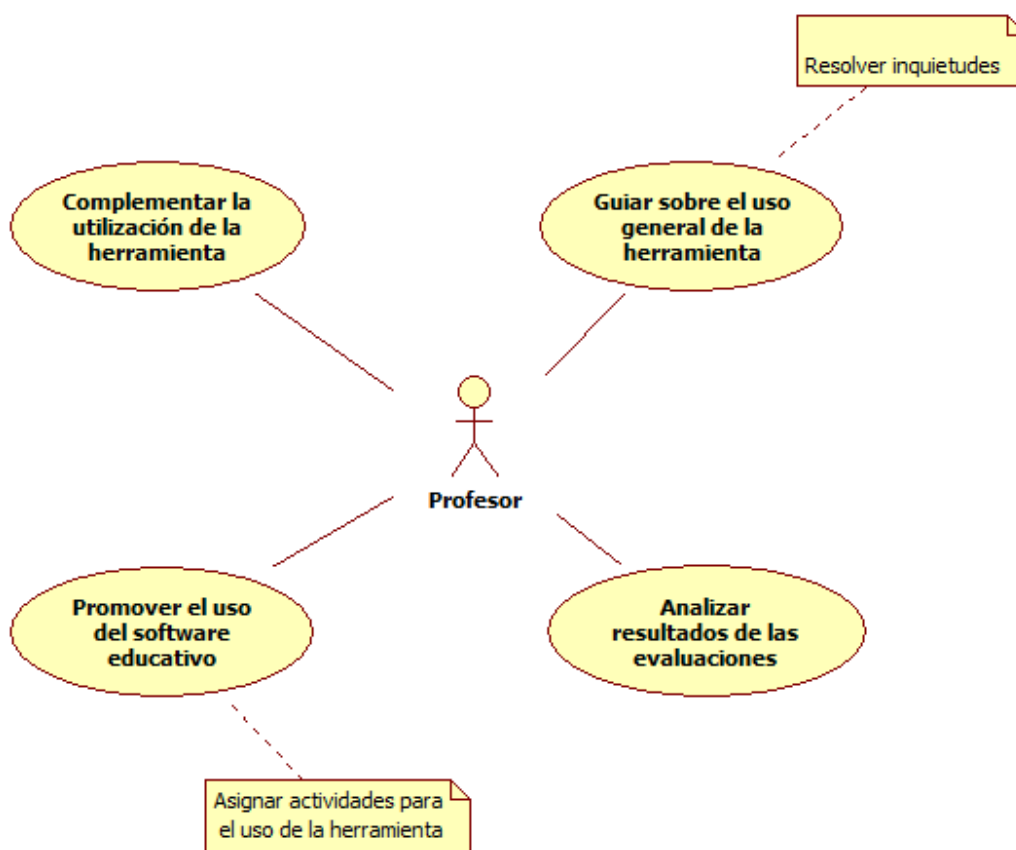 Resolver inquietudes
Complementar la
utilización de la
herramienta
Guiar sobre el uso
general de la
herramienta
Profesor
Promover el uso
del software
educativo
Analizar
resultados de las
evaluaciones
Asignar actividades para
el uso de la herramienta